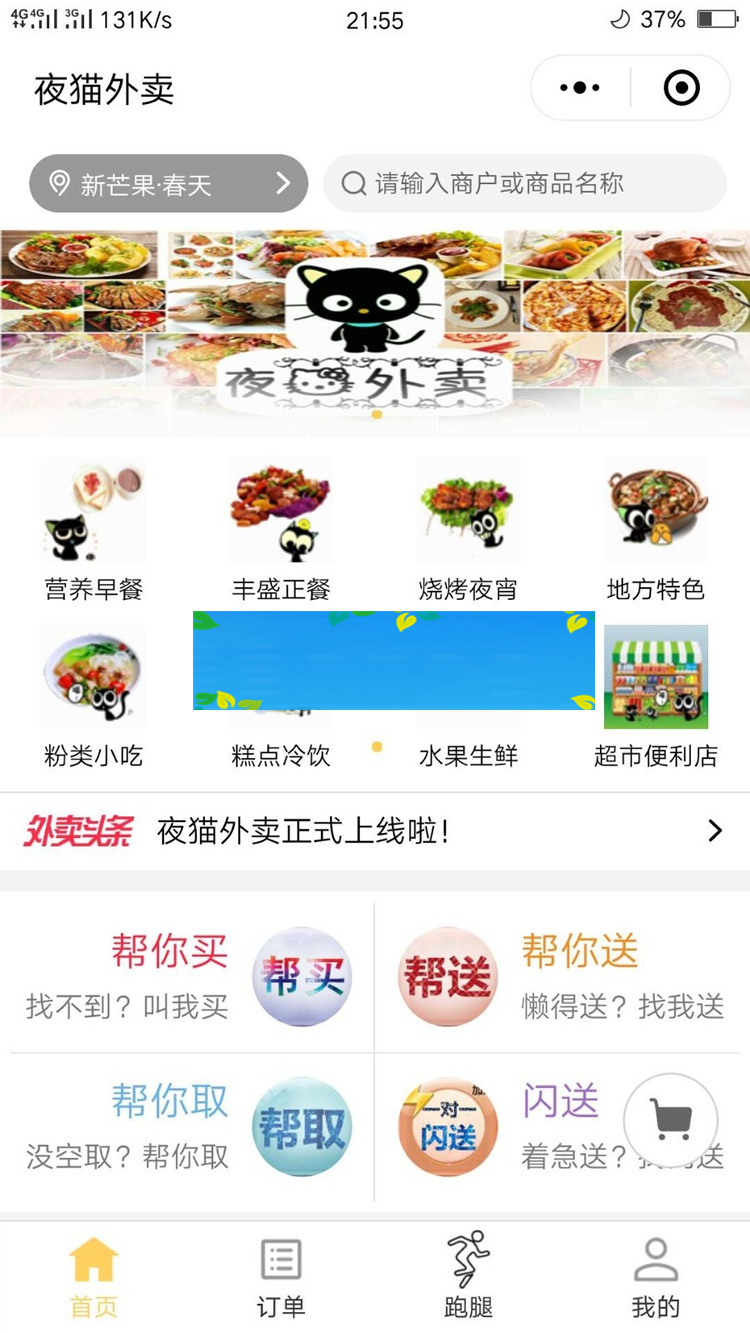 4G 4G 3G 131K/s 21:55 37%
夜猫外卖
新芒果·春天
请输入商户或商品名称
夜 外卖
营养早餐 丰盛正餐 烧烤夜宵 地方特色
粉类小吃 糕点冷饮 水果生鲜 超市便利店
外卖头条 夜猫外卖正式上线啦!
帮你买 帮买 帮送 帮你送
找不到?叫我买 懒得送?找我送
帮你取 帮取 对 闪送 闪送
没空取?帮你取 着急送? 送
首页 订单 跑腿 我的